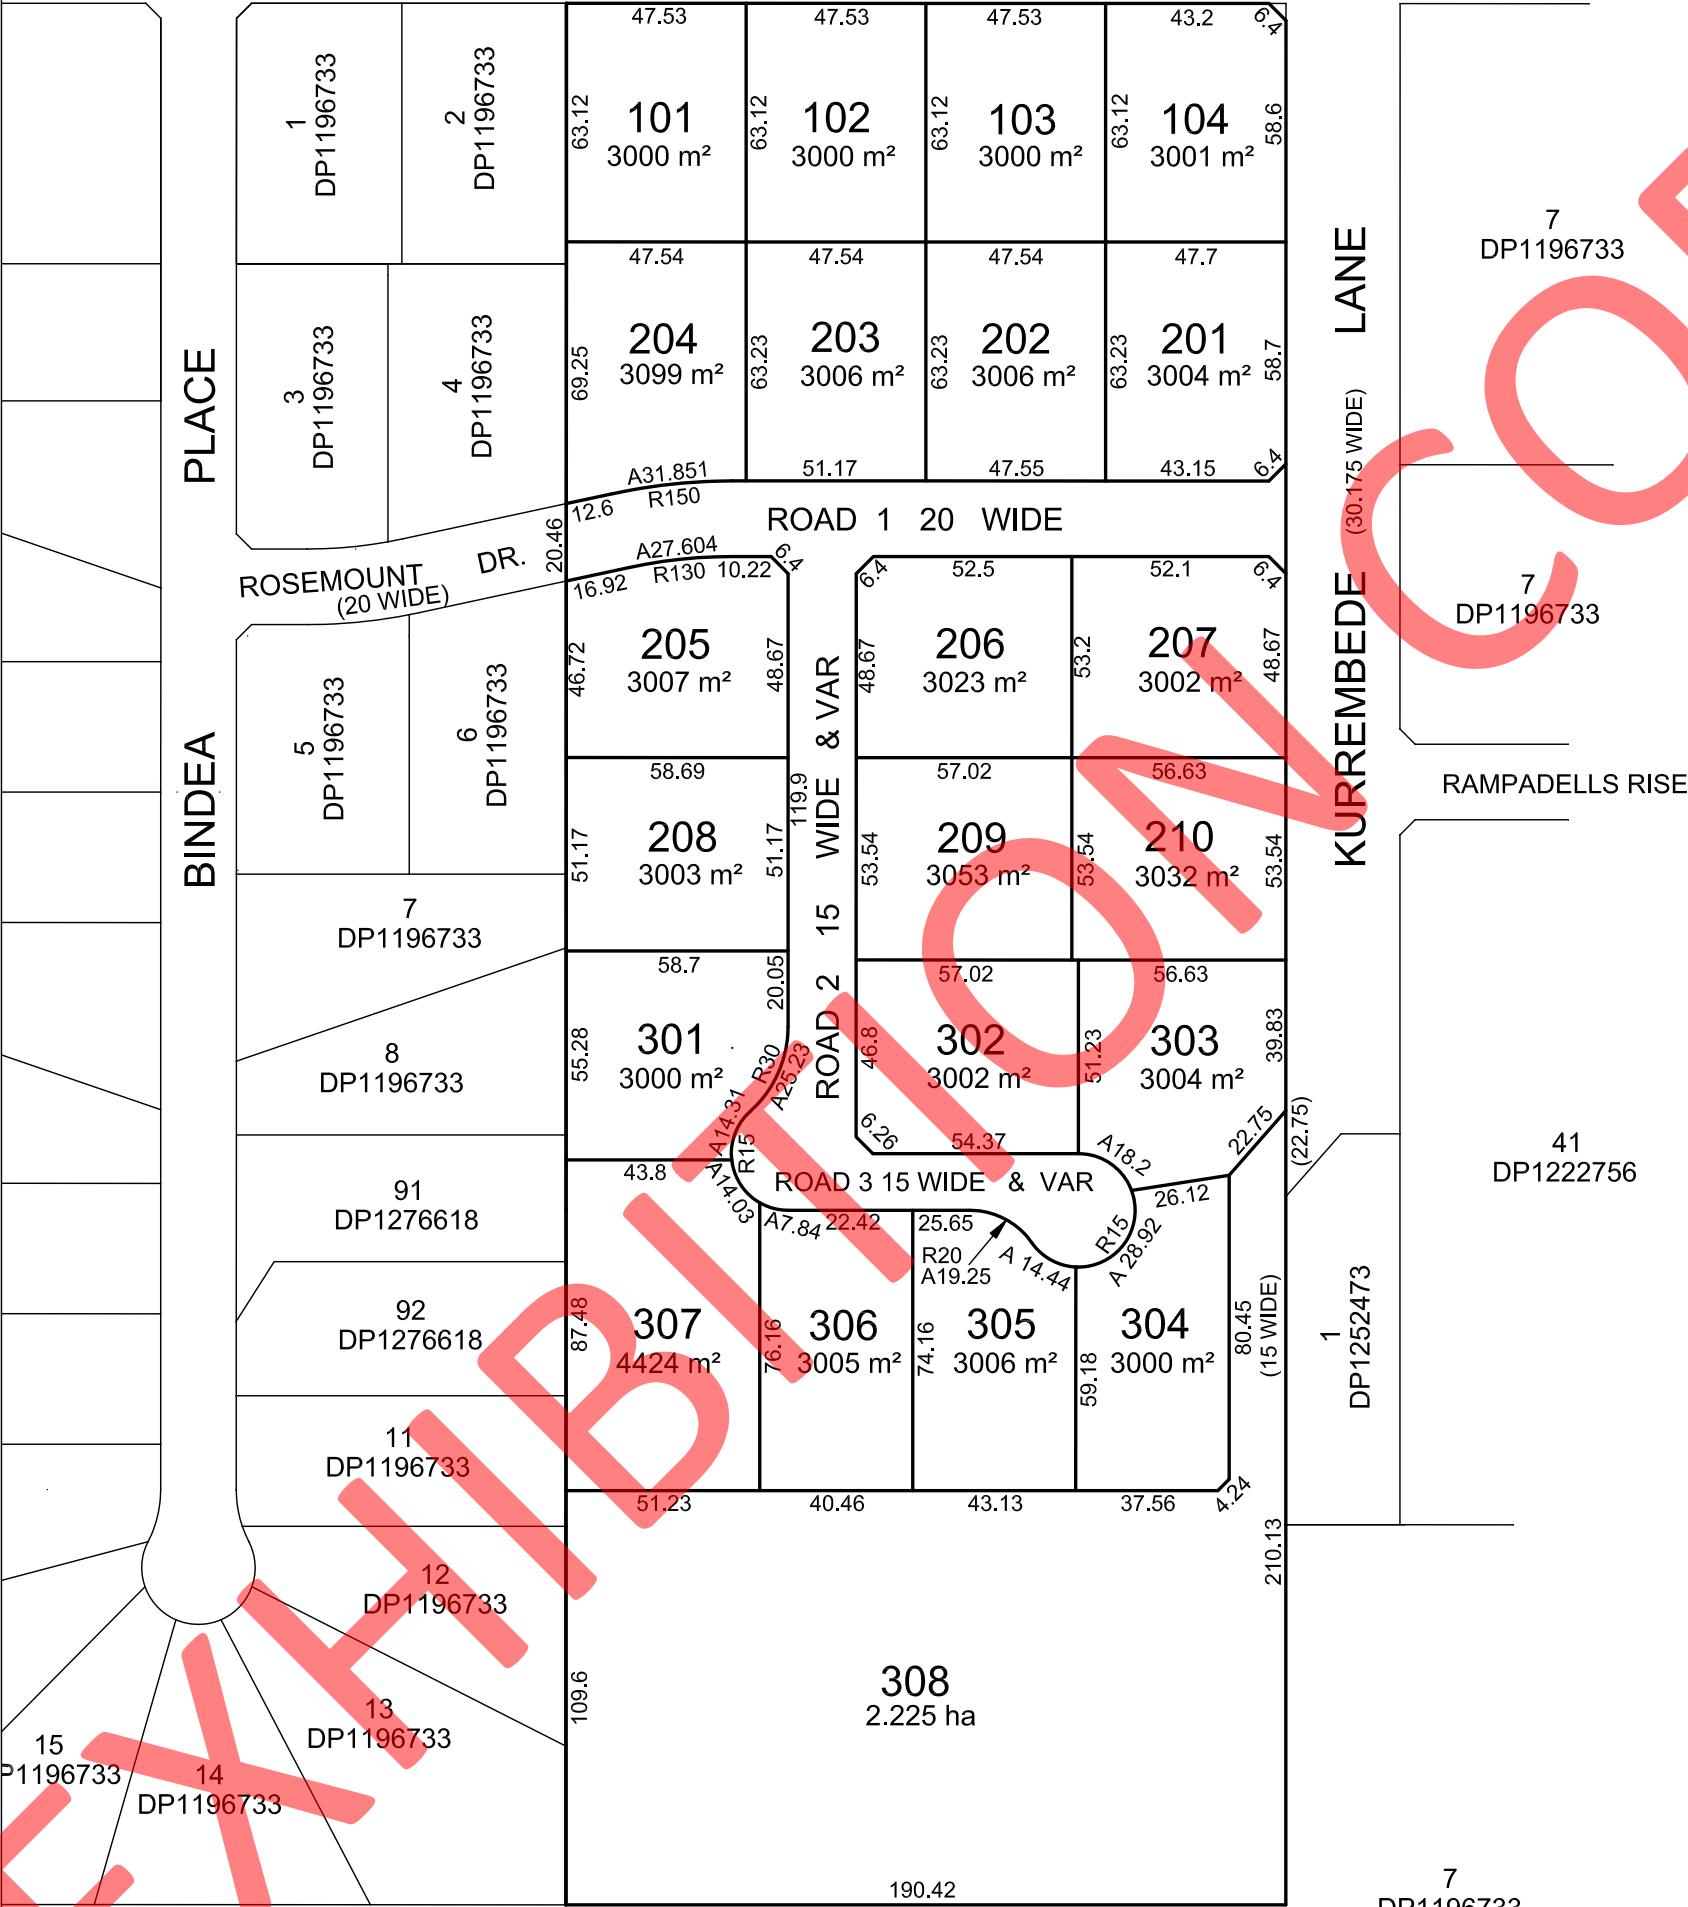 47.53
47.53
47.53
43.2
6.4
1
DP1196733
2
DP1196733
63.12
101
3000 m²
63.12
102
3000 m²
63.12
103
3000 m²
63.12
104
3001 m²
58.6
7
DP1196733
47.54
47.54
47.54
47.7
3
DP1196733
4
DP1196733
69.25
204
3099 m²
63.23
203
3006 m²
63.23
202
3006 m²
63.23
201
3004 m²
58.7
KURREMBEDE LANE
(30.175 WIDE)
BINDEA PLACE
A31.851
R150
12.6
51.17
47.55
43.15
6.4
ROAD 1 20 WIDE
ROSEMOUNT DR.
(20 WIDE)
20.46
A27.604
R130
10.22
6.4
16.92
6.4
52.5
52.1
6.4
7
DP1196733
5
DP1196733
6
DP1196733
46.72
205
3007 m²
48.67
48.67
206
3023 m²
53.2
207
3002 m²
48.67
ROAD 2 15 WIDE & VAR
119.9
58.69
57.02
56.63
RAMPADELLS RISE
51.17
208
3003 m²
51.17
53.54
209
3053 m²
53.54
210
3032 m²
53.54
7
DP1196733
58.7
20.05
57.02
56.63
8
DP1196733
55.28
301
3000 m²
R30
A25.23
A14.31
R15
46.8
302
3002 m²
51.23
303
3004 m²
39.83
6.26
54.37
A18.2
22.75
(22.75)
41
DP1222756
43.8
A14.03
ROAD 3 15 WIDE & VAR
26.12
91
DP1276618
A7.84
22.42
25.65
R20
A19.25
A 14.44
R15
A 28.92
92
DP1276618
87.48
307
4424 m²
76.16
306
3005 m²
74.16
305
3006 m²
59.18
304
3000 m²
80.45
(15 WIDE)
1
DP1252473
11
DP1196733
51.23
40.46
43.13
37.56
4.24
210.13
12
DP1196733
109.6
308
2.225 ha
13
DP1196733
15
P1196733
14
DP1196733
190.42
7
DP1196733
EXHIBITION COP